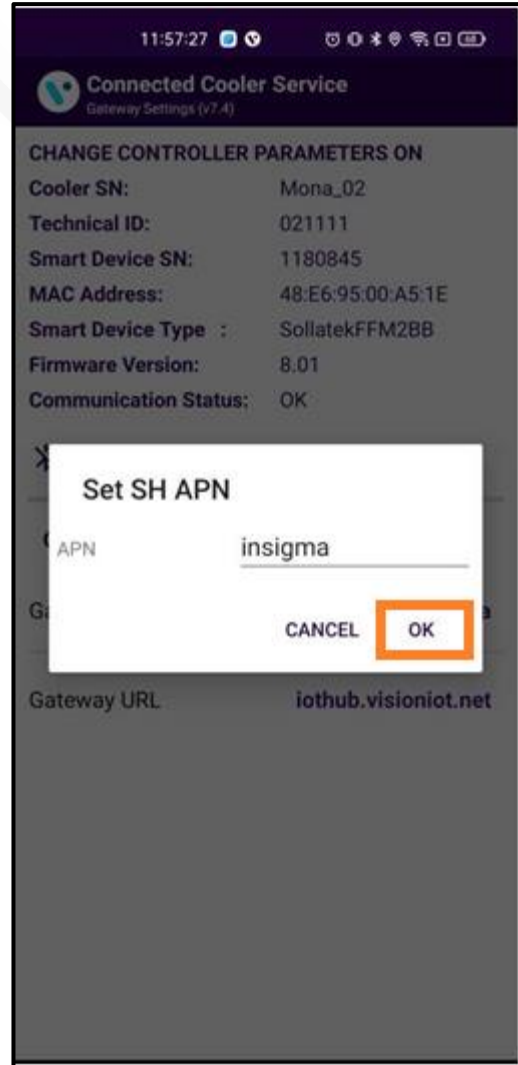 11:57:27
Connected Cooler Service
Gateway Settings (v7.4)
CHANGE CONTROLLER PARAMETERS ON
Cooler SN: Mona_02
Technical ID: 021111
Smart Device SN: 1180845
MAC Address: 48:E6:95:00:A5:1E
Smart Device Type : SollatekFFM2BB
Firmware Version: 8.01
Communication Status: OK
Set SH APN
APN insigma
CANCEL OK
Gateway URL iothub.visioniot.net